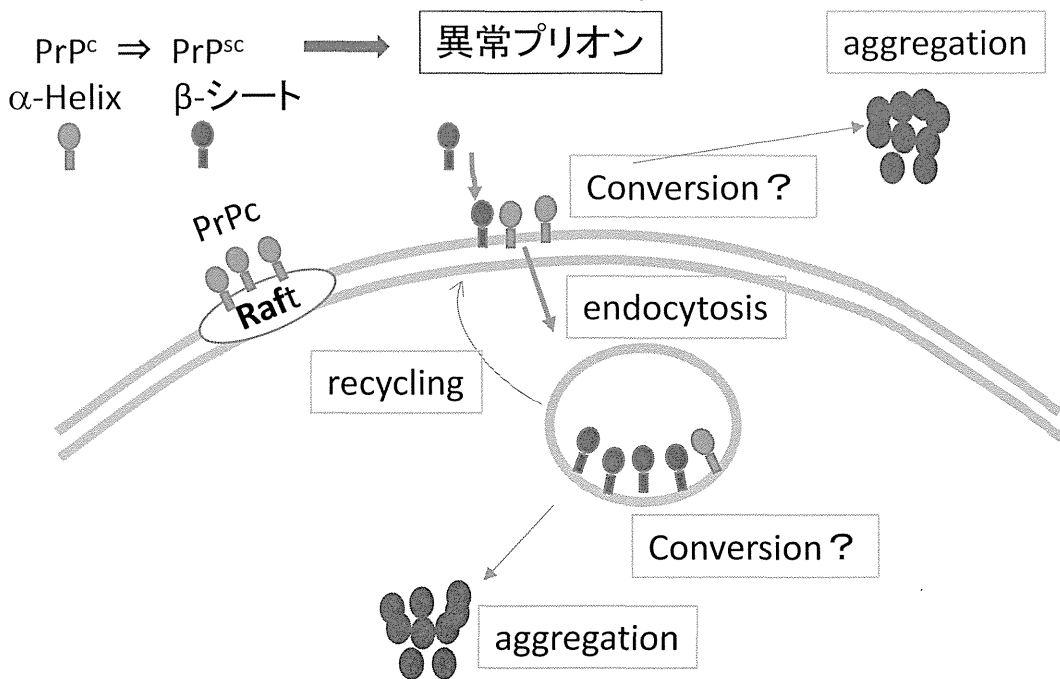 PrPᶜ ⇒ PrPˢᶜ
異常プリオン
aggregation
α-Helix β-シート
Conversion？
PrPc
Raft
endocytosis
recycling
Conversion？
aggregation